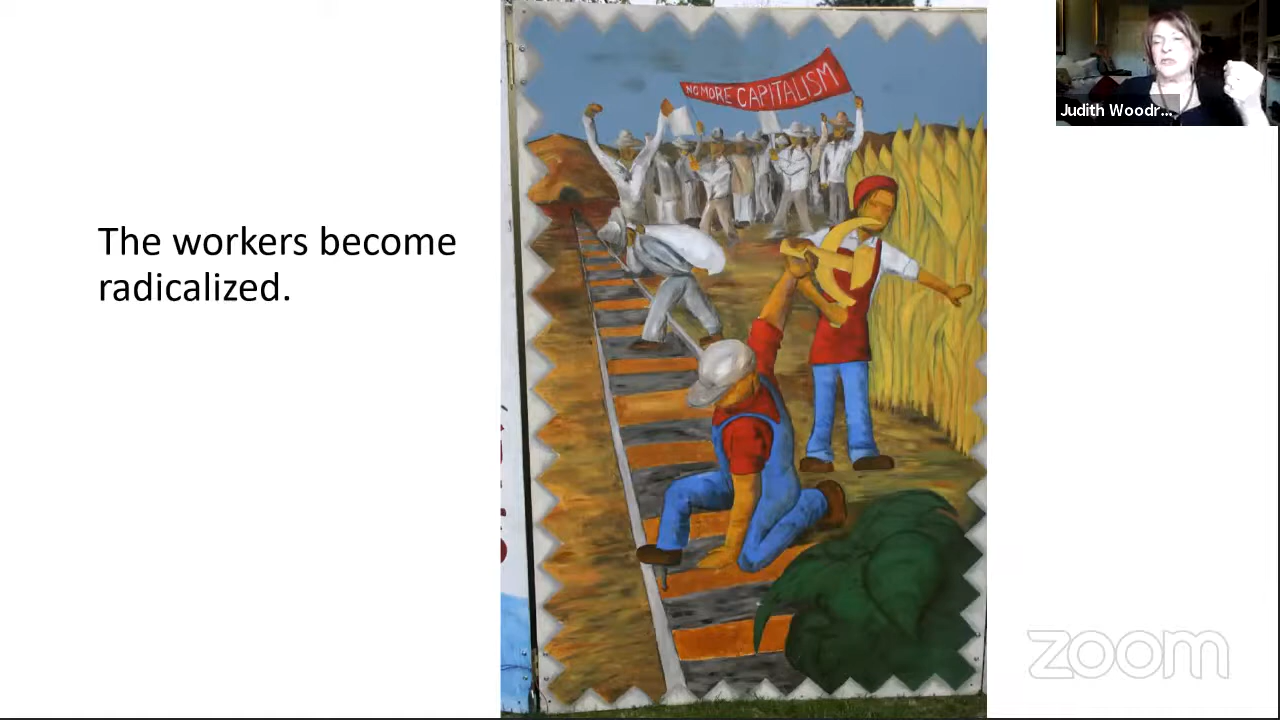 The workers become
radicalized.
NO MORE CAPITALISM
Judith Woodr...
zoom